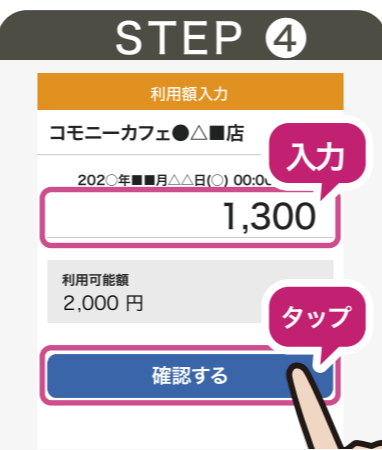 STEP ❹
利用額入力
コモニーカフェ●△■店
入力
202○年■■月△△日(○) 00:00
1,300
利用可能額
2,000 円
タップ
確認する